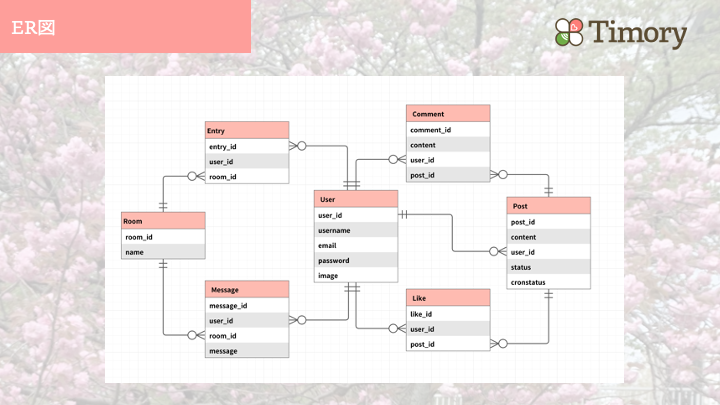 ER図
Timory
Entry
entry_id
user_id
room_id
Room
room_id
name
Message
message_id
user_id
room_id
message
User
user_id
username
email
password
image
Comment
comment_id
content
user_id
post_id
Like
like_id
user_id
post_id
Post
post_id
content
user_id
status
cronstatus